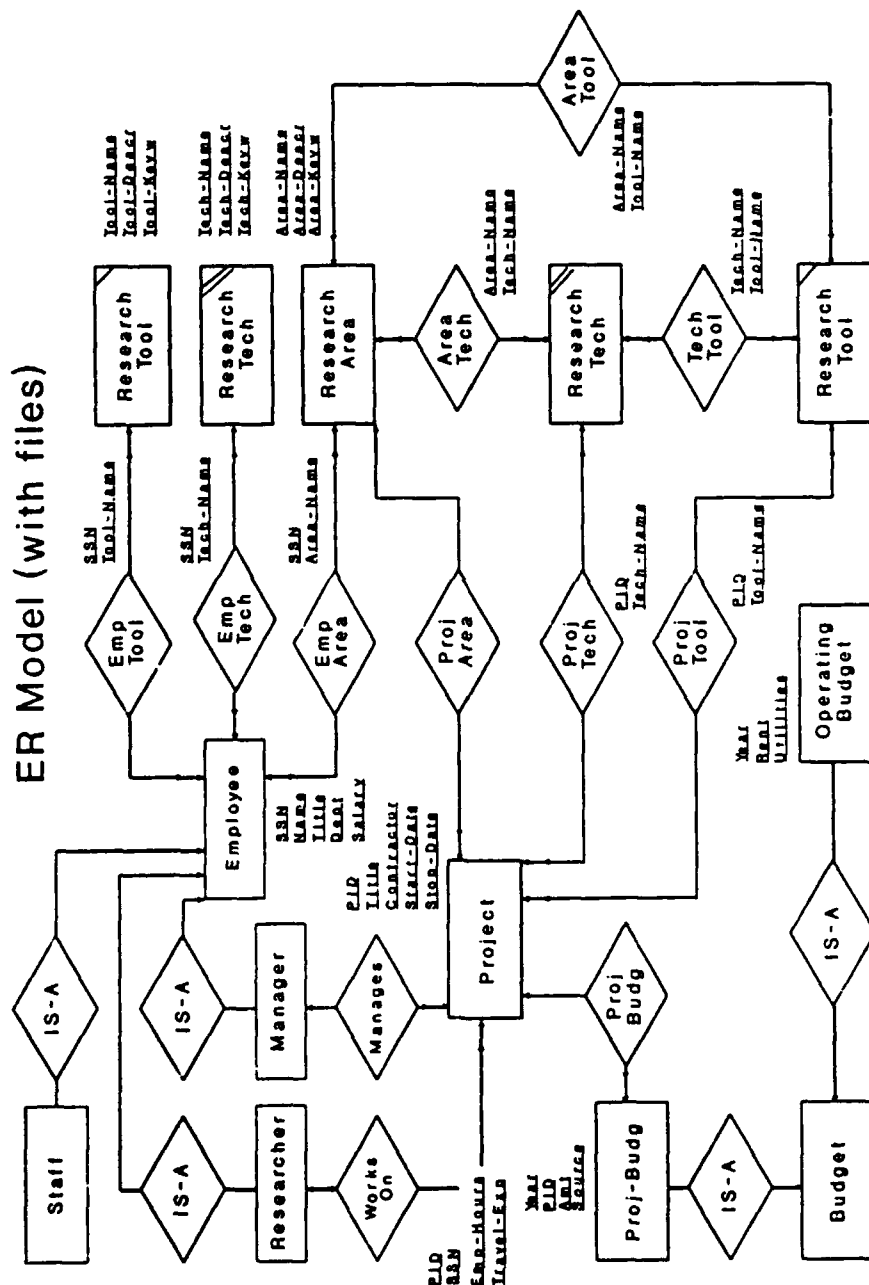 ER Model (with files)
Staff
IS-A
Researcher
IS-A
Manager
IS-A
Employee
SSN
Name
Title
Dept
Salary
Emp
Tool
SSN
Tool-Name
Research
Tool
Tool-Name
Tool-Descr
Tool-Keyw
Emp
Tech
SSN
Tech-Name
Research
Tech
Tech-Name
Tech-Descr
Tech-Keyw
Emp
Area
SSN
Area-Name
Research
Area
Area-Name
Area-Descr
Area-Keyw
Works
On
PID
SSN
Emp-Hours
Travel-Exp
Manages
PID
Title
Contractor
Start-Date
Stop-Date
Project
Proj
Area
Area
Tech
Area-Name
Tech-Name
Proj
Tech
PID
Tech-Name
Research
Tech
Area
Tool
Area-Name
Tool-Name
Proj
Tool
PID
Tool-Name
Tech
Tool
Tech-Name
Tool-Name
Research
Tool
Proj
Budg
Year
PID
Amt
Source
Proj-Budg
IS-A
Budget
IS-A
Year
Rent
Utilities
Operating
Budget